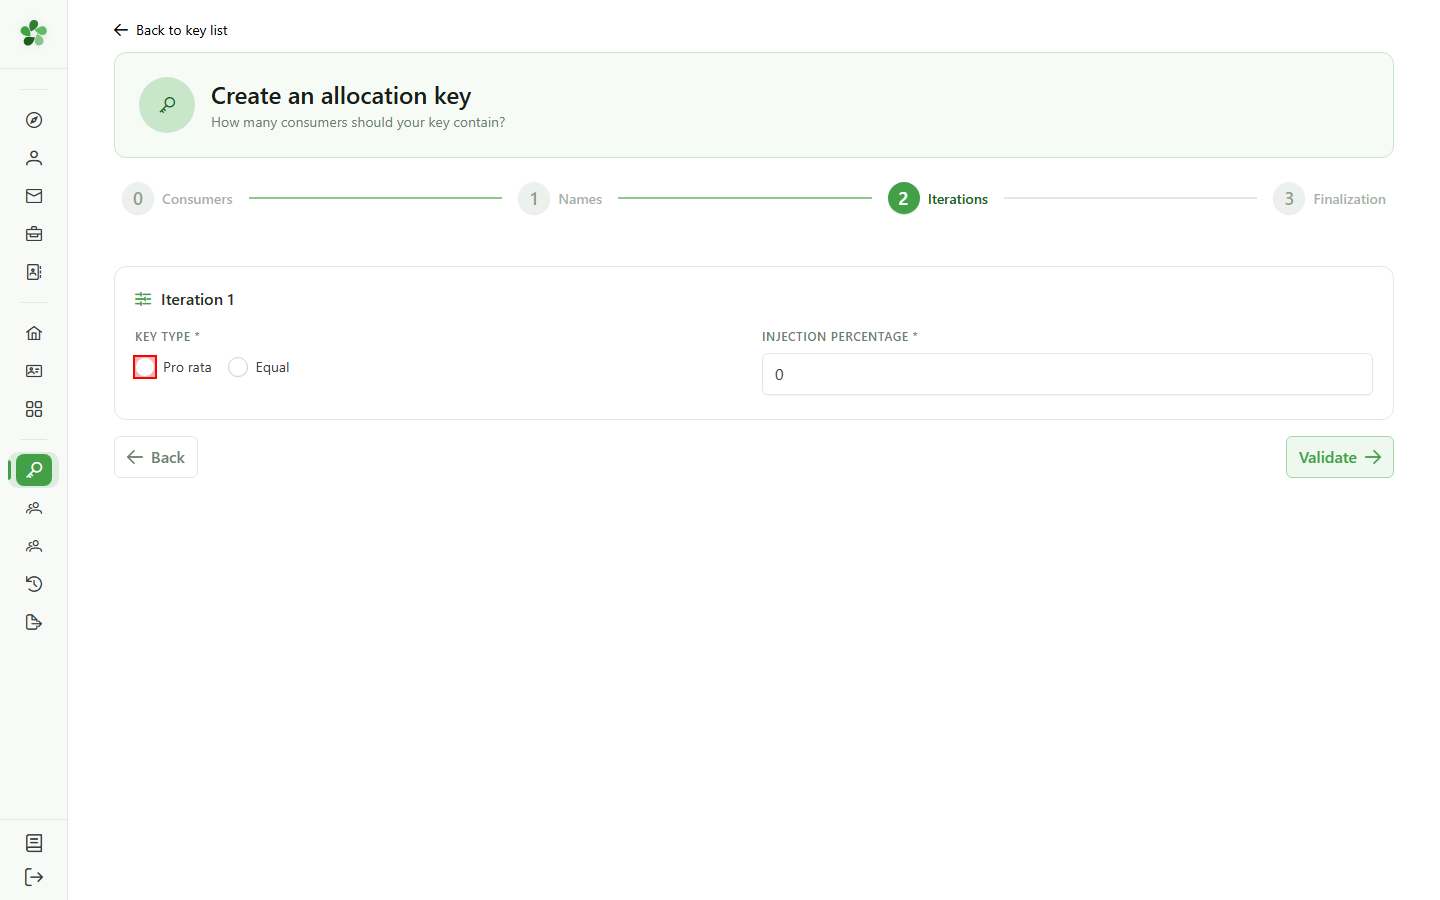 Back to key list
Create an allocation key
How many consumers should your key contain?
0 Consumers
1 Names
2 Iterations
3 Finalization
Iteration 1
KEY TYPE *
Pro rata
Equal
INJECTION PERCENTAGE *
0
Back
Validate